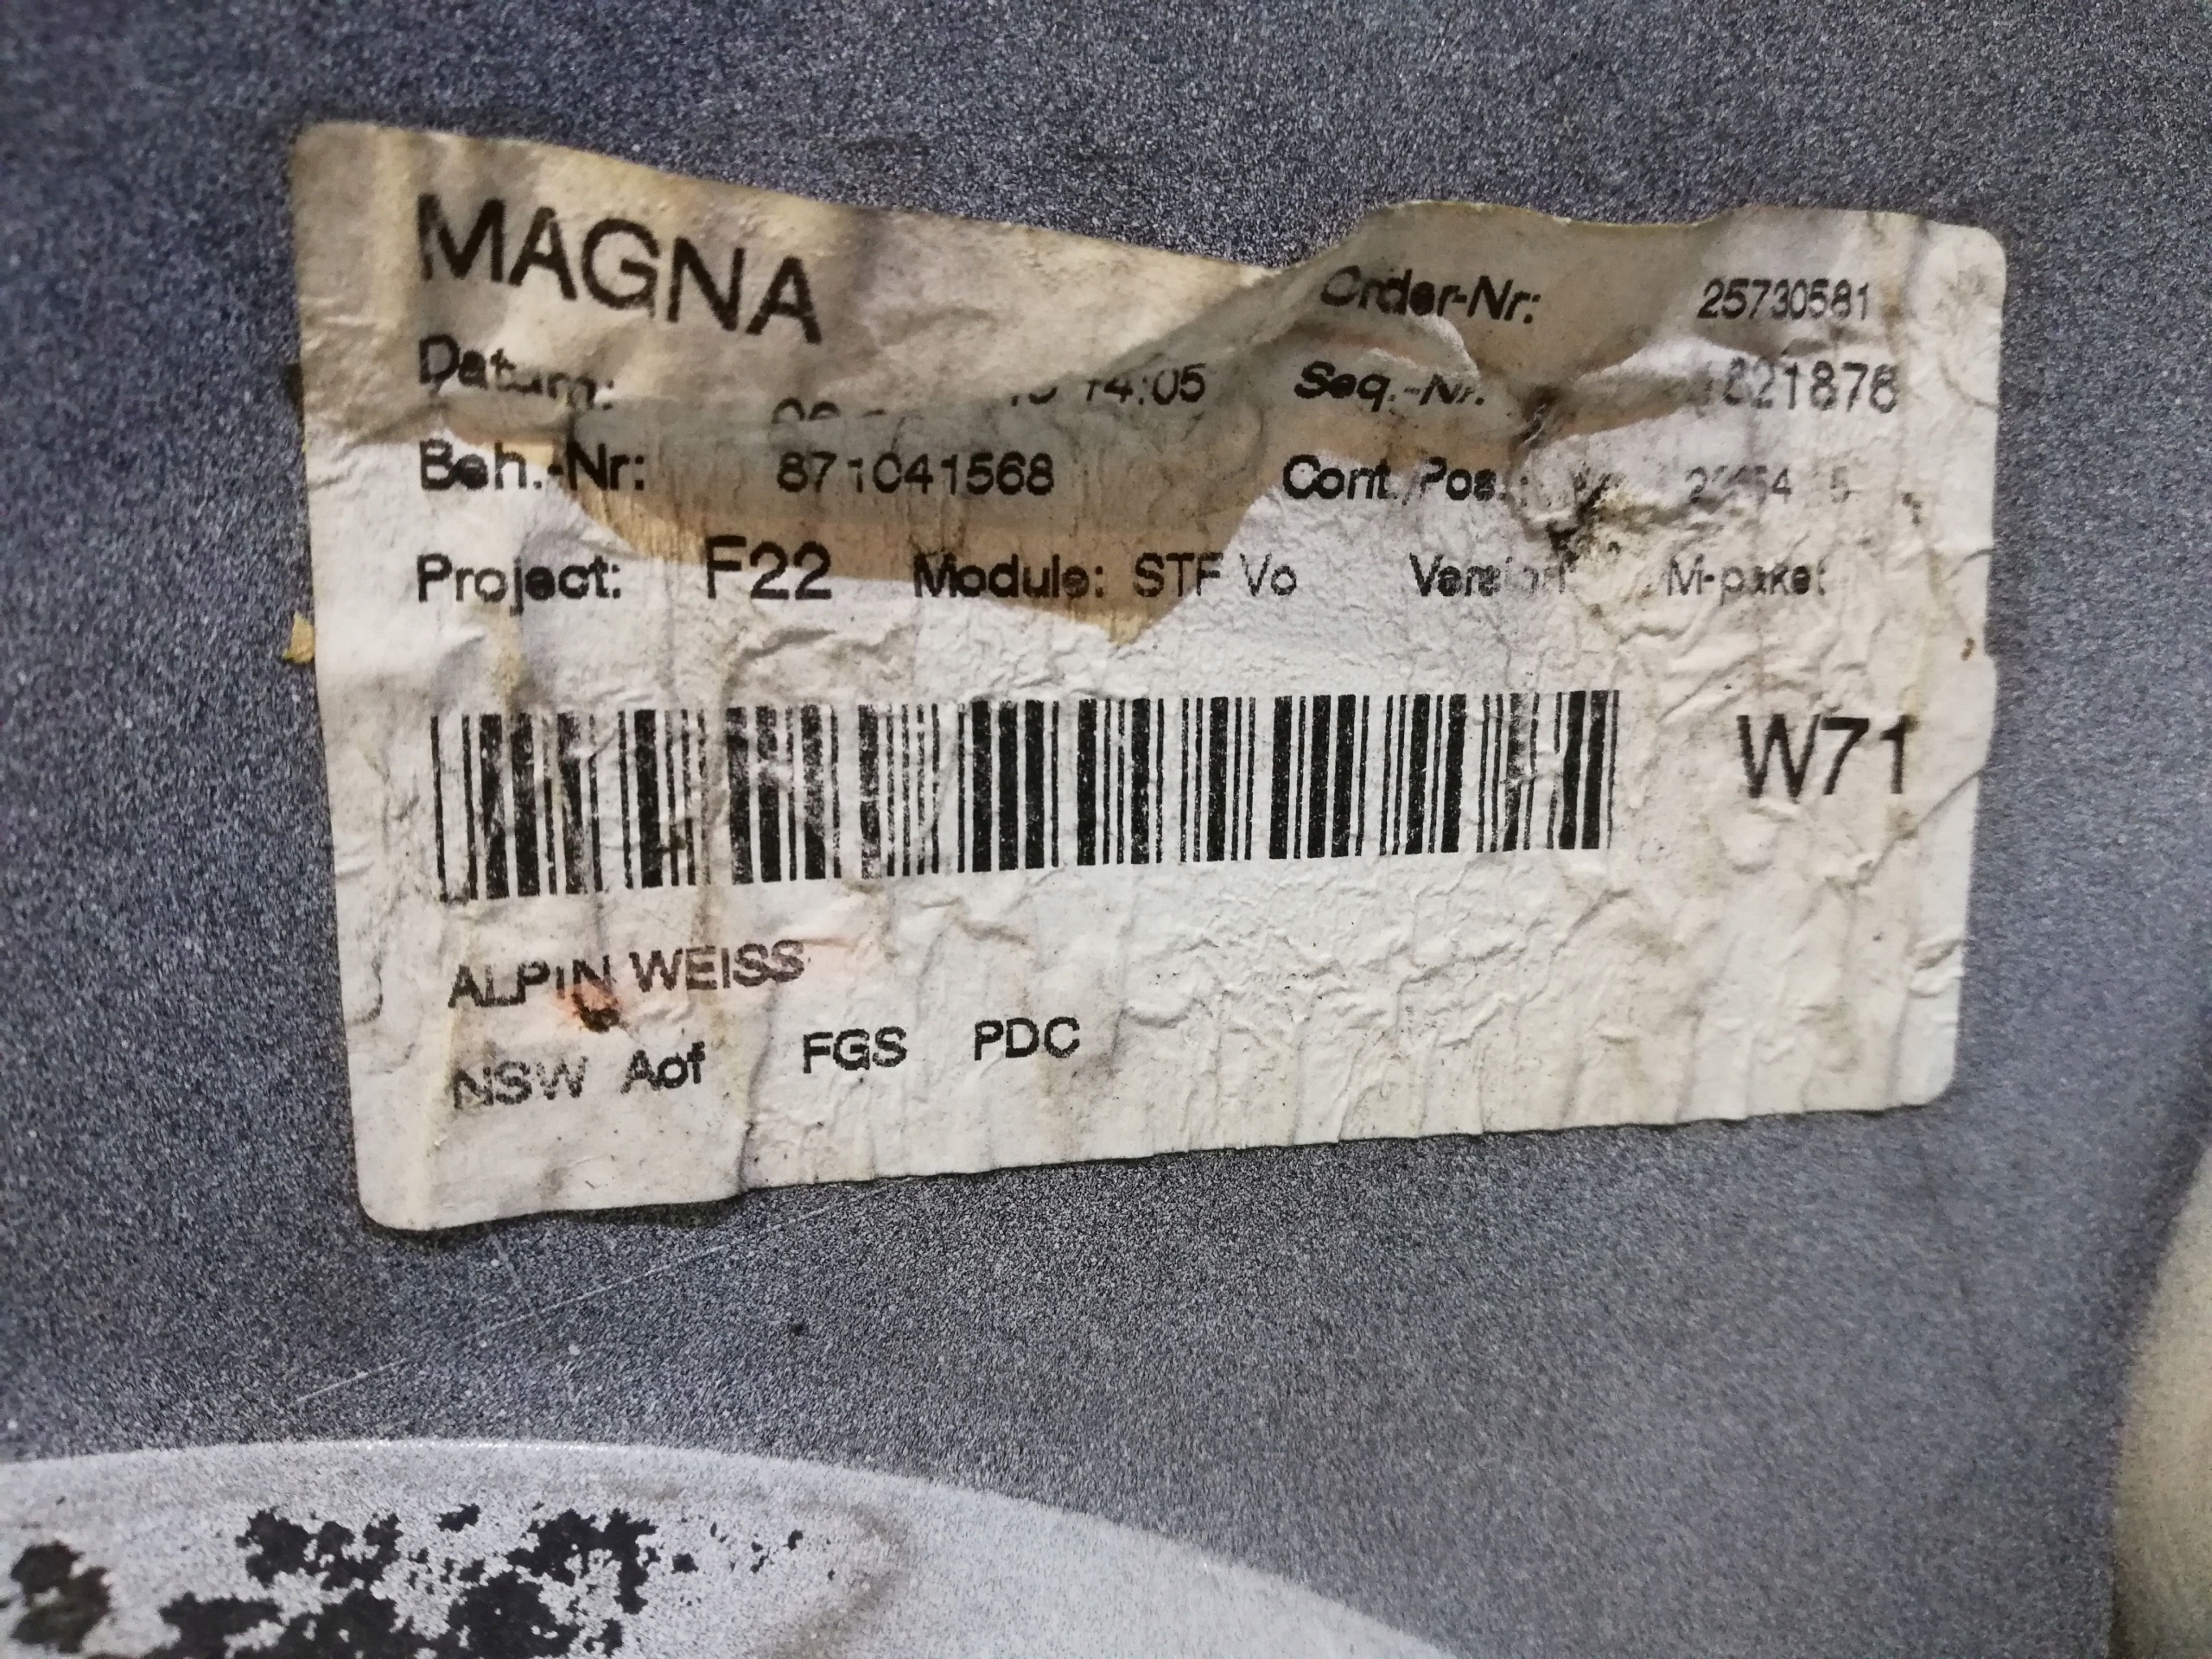 MAGNA
Order-Nr: 25730581
Datum: 14:05 Seq.-Nr.
Beh.-Nr: 871041568 Cont./Pos.:
Project: F22 Module: STF Vo Version M-paket
W71
ALPIN WEISS
NSW Aof FGS PDC